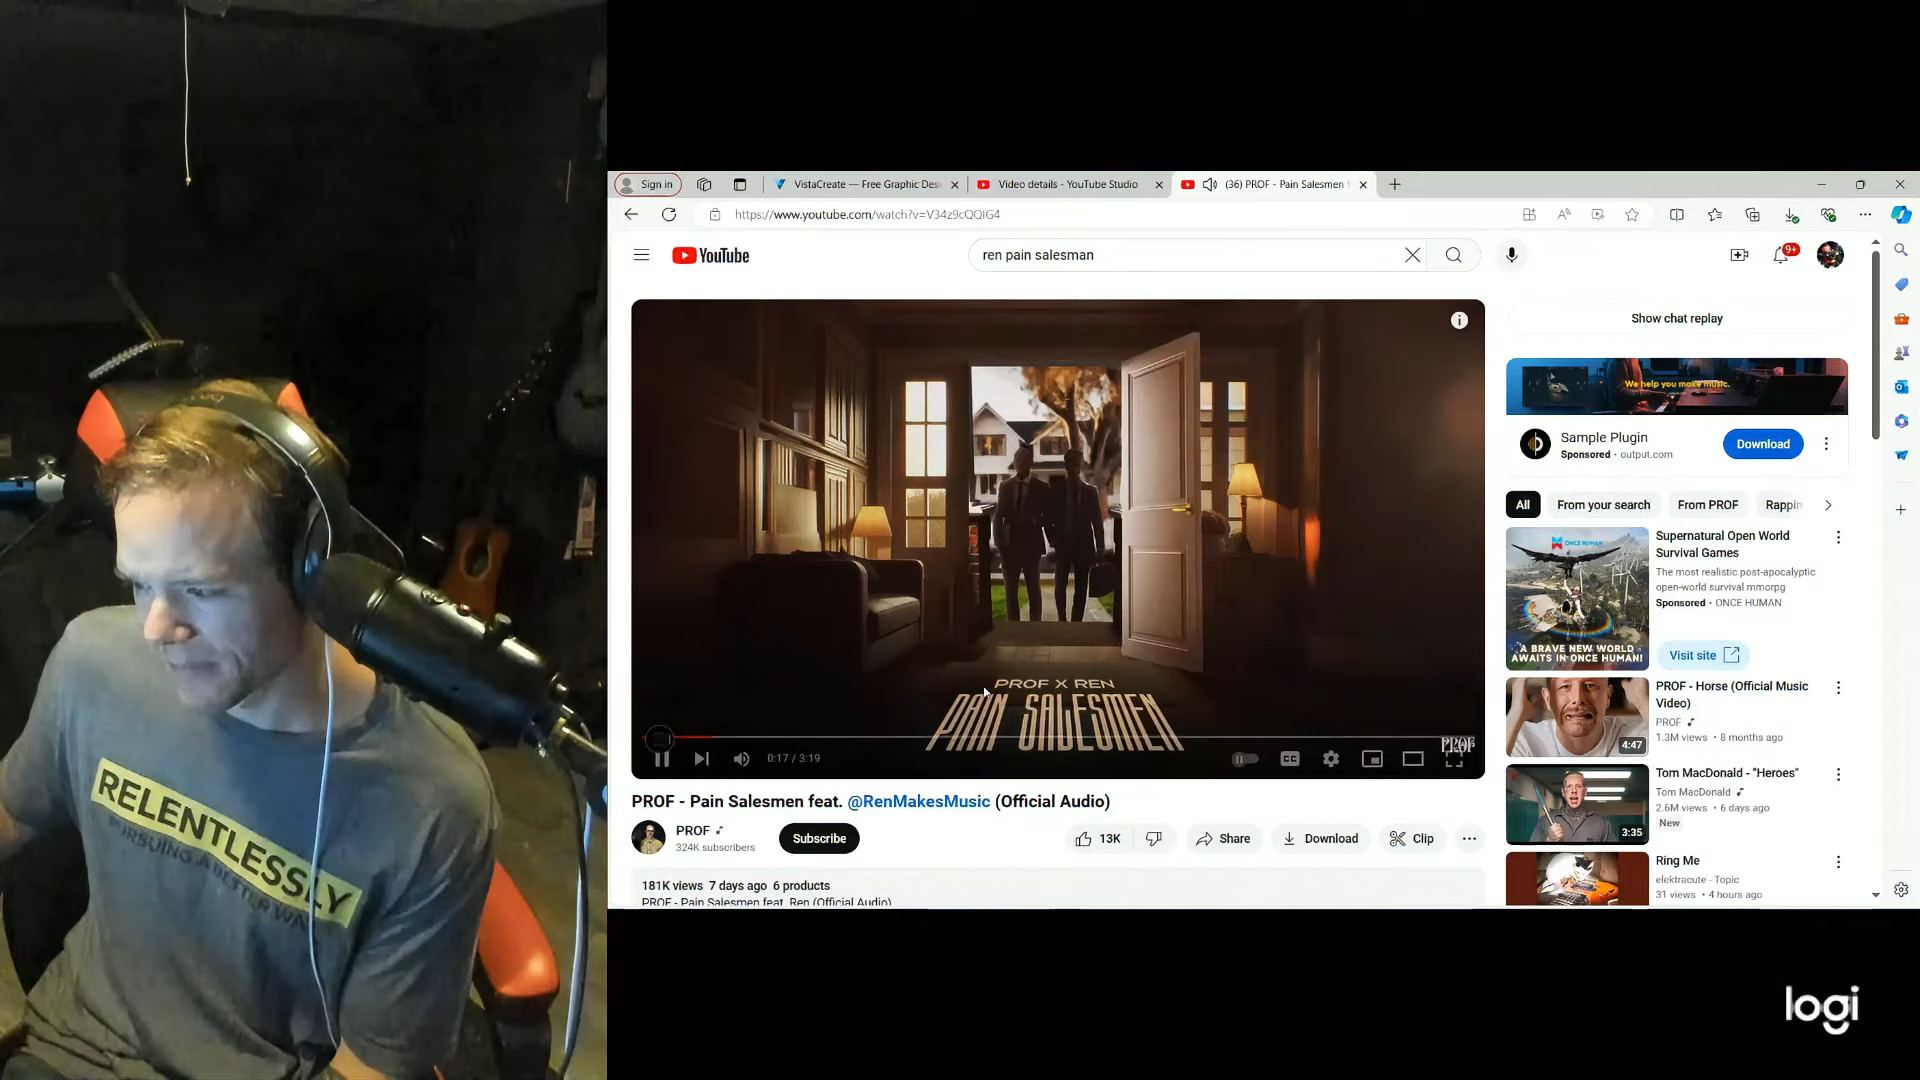 RELENTLESSLY
PURSUING A BETTER WAY
Sign in
VistaCreate — Free Graphic Desi
Video details - YouTube Studio
(36) PROF - Pain Salesmen f
https://www.youtube.com/watch?v=V34z9cQQIG4
YouTube
ren pain salesman
9+
PROF X REN
PAIN SALESMEN
PROF
0:17 / 3:19
PROF - Pain Salesmen feat. @RenMakesMusic (Official Audio)
PROF
324K subscribers
Subscribe
13K
Share
Download
Clip
181K views 7 days ago 6 products
PROF - Pain Salesmen feat. Ren (Official Audio)
Show chat replay
We help you make music.
Sample Plugin
Sponsored · output.com
Download
All
From your search
From PROF
Rappin
ONCE HUMAN
A BRAVE NEW WORLD
AWAITS IN ONCE HUMAN!
Supernatural Open World
Survival Games
The most realistic post-apocalyptic
open-world survival mmorpg
Sponsored · ONCE HUMAN
Visit site
4:47
PROF - Horse (Official Music
Video)
PROF
1.3M views · 8 months ago
3:35
Tom MacDonald - "Heroes"
Tom MacDonald
2.6M views · 6 days ago
New
Ring Me
elektracute - Topic
31 views · 4 hours ago
logi